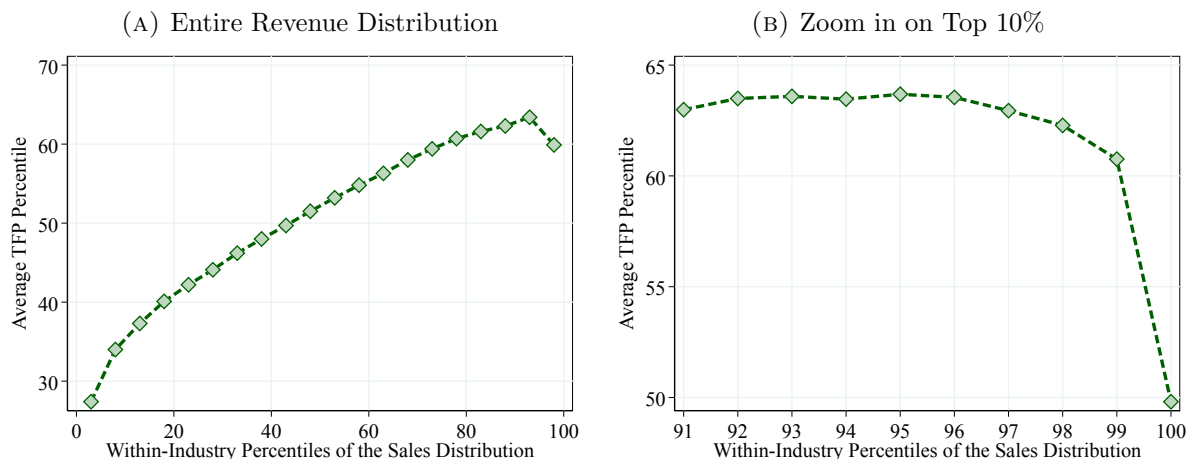 (A) Entire Revenue Distribution
70
60
50
40
30
Average TFP Percentile
0 20 40 60 80 100
Within-Industry Percentiles of the Sales Distribution
(B) Zoom in on Top 10%
65
60
55
50
Average TFP Percentile
91 92 93 94 95 96 97 98 99 100
Within-Industry Percentiles of the Sales Distribution